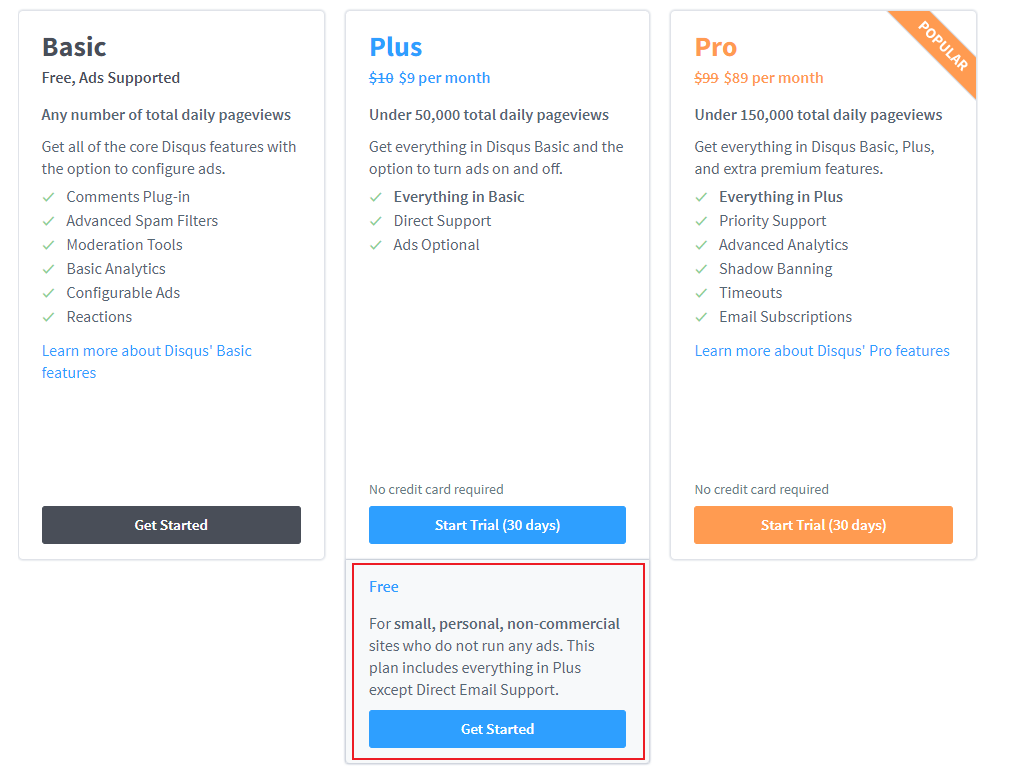 Basic
Free, Ads Supported
Any number of total daily pageviews
Get all of the core Disqus features with
the option to configure ads.
Comments Plug-in
Advanced Spam Filters
Moderation Tools
Basic Analytics
Configurable Ads
Reactions
Learn more about Disqus' Basic
features
Get Started
Plus
$10 $9 per month
Under 50,000 total daily pageviews
Get everything in Disqus Basic and the
option to turn ads on and off.
Everything in Basic
Direct Support
Ads Optional
No credit card required
Start Trial (30 days)
Free
For small, personal, non-commercial
sites who do not run any ads. This
plan includes everything in Plus
except Direct Email Support.
Get Started
POPULAR
Pro
$99 $89 per month
Under 150,000 total daily pageviews
Get everything in Disqus Basic, Plus,
and extra premium features.
Everything in Plus
Priority Support
Advanced Analytics
Shadow Banning
Timeouts
Email Subscriptions
Learn more about Disqus' Pro features
No credit card required
Start Trial (30 days)